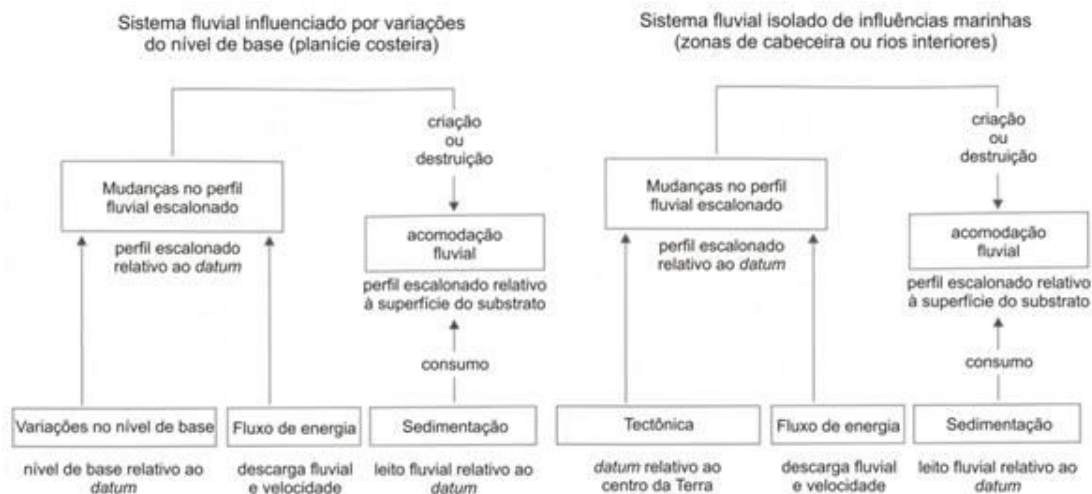 Sistema fluvial influenciado por variações
do nível de base (planície costeira)
criação
ou
destruição
Mudanças no perfil
fluvial escalonado
perfil escalonado
relativo ao datum
acomodação
fluvial
perfil escalonado relativo
à superfície do substrato
consumo
Variações no nível de base
Fluxo de energia
Sedimentação
nível de base relativo ao
datum
descarga fluvial
e velocidade
leito fluvial relativo ao
datum
Sistema fluvial isolado de influências marinhas
(zonas de cabeceira ou rios interiores)
criação
ou
destruição
Mudanças no perfil
fluvial escalonado
perfil escalonado
relativo ao datum
acomodação
fluvial
perfil escalonado relativo
à superfície do substrato
consumo
Tectônica
Fluxo de energia
Sedimentação
datum relativo ao
centro da Terra
descarga fluvial
e velocidade
leito fluvial relativo ao
datum